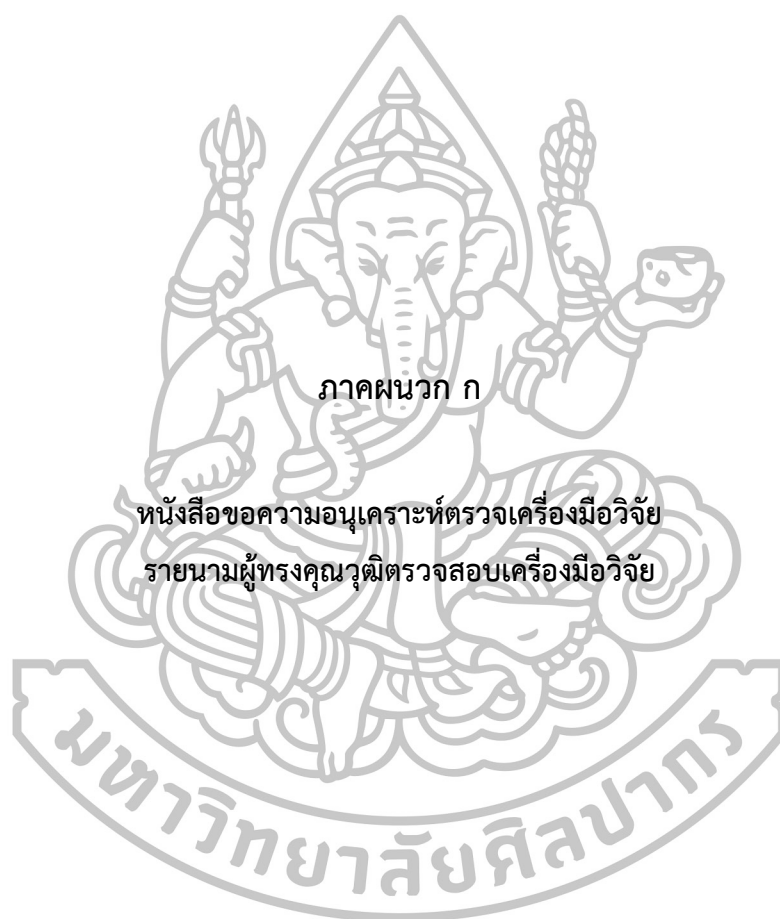 ภาคผนวก ก
หนังสือขอความอนุเคราะห์ตรวจเครื่องมือวิจัย
รายนามผู้ทรงคุณวุฒิตรวจสอบเครื่องมือวิจัย
มหาวิทยาลัยศิลปากร